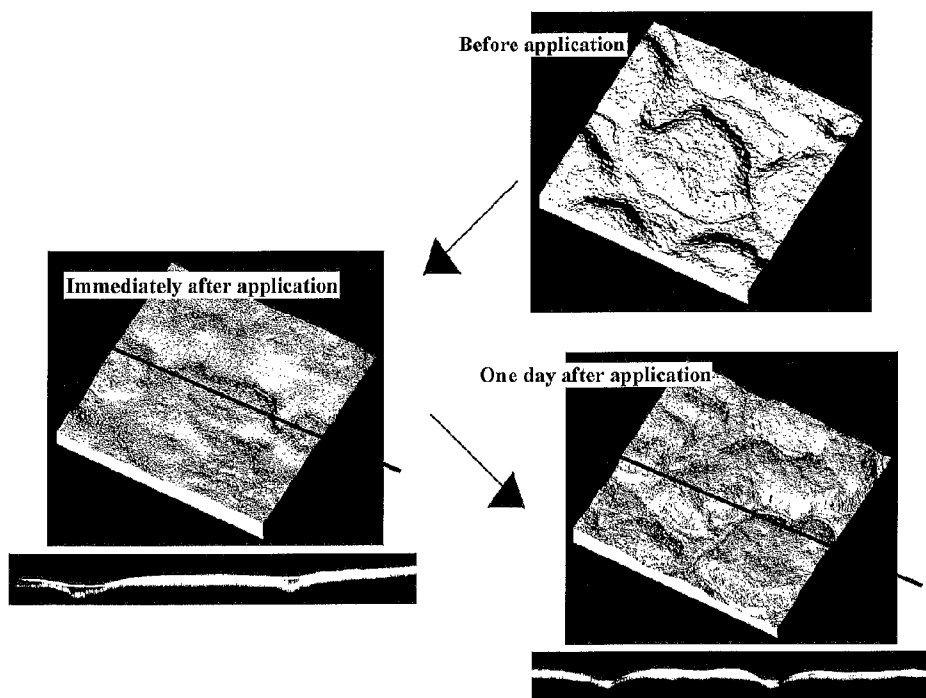 Before application
Immediately after application
One day after application